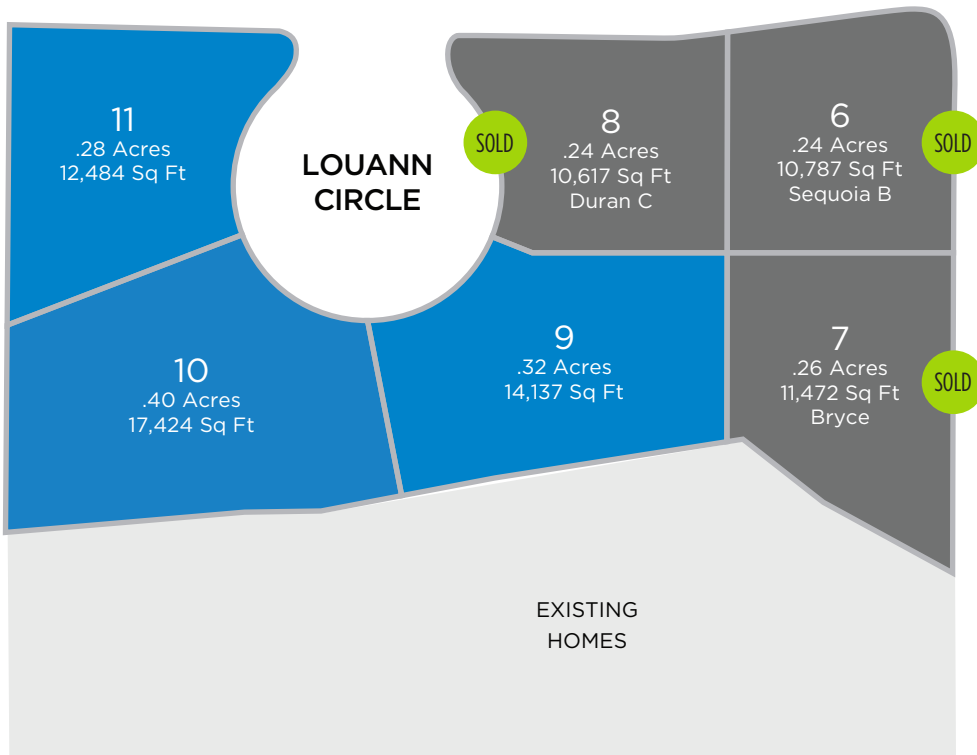 11
.28 Acres
12,484 Sq Ft
LOUANN
CIRCLE
SOLD
8
.24 Acres
10,617 Sq Ft
Duran C
6
.24 Acres
10,787 Sq Ft
Sequoia B
SOLD
10
.40 Acres
17,424 Sq Ft
9
.32 Acres
14,137 Sq Ft
7
.26 Acres
11,472 Sq Ft
Bryce
SOLD
EXISTING
HOMES